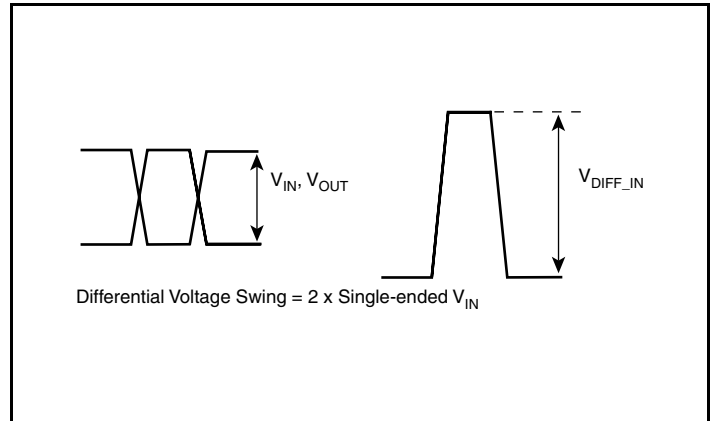 V_IN, V_OUT
V_DIFF_IN
Differential Voltage Swing = 2 x Single-ended V_IN